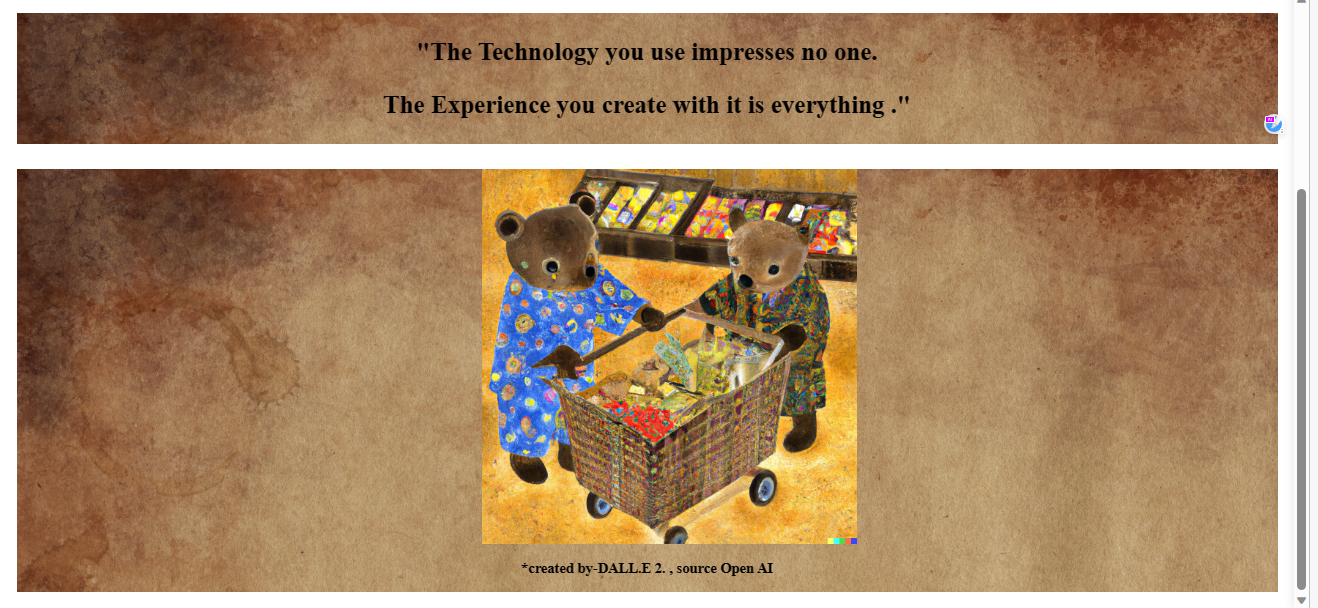 "The Technology you use impresses no one.
The Experience you create with it is everything ."
*created by-DALL.E 2. , source Open AI